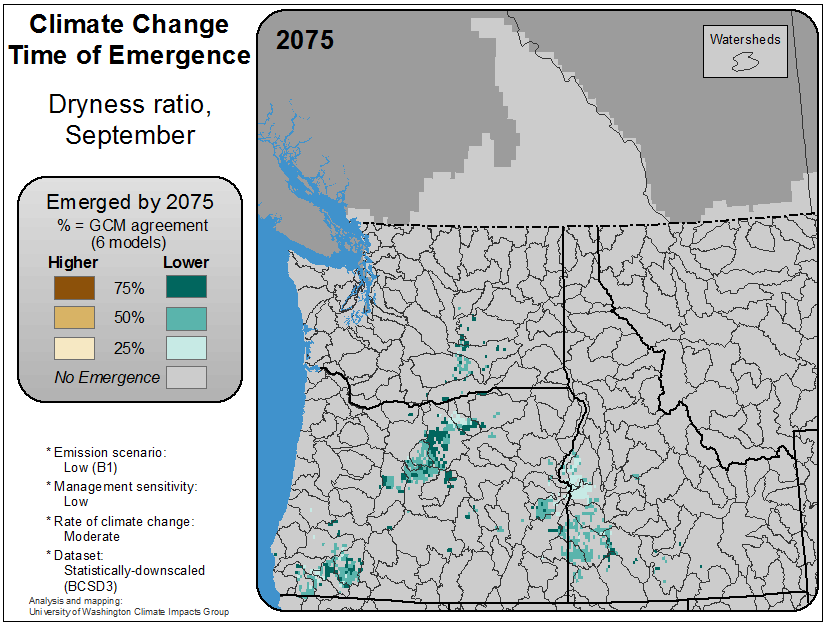 Climate Change
Time of Emergence
Dryness ratio,
September
Emerged by 2075
% = GCM agreement
(6 models)
Higher Lower
75%
50%
25%
No Emergence
* Emission scenario:
Low (B1)
* Management sensitivity:
Low
* Rate of climate change:
Moderate
* Dataset:
Statistically-downscaled
(BCSD3)
Analysis and mapping:
University of Washington Climate Impacts Group
2075
Watersheds